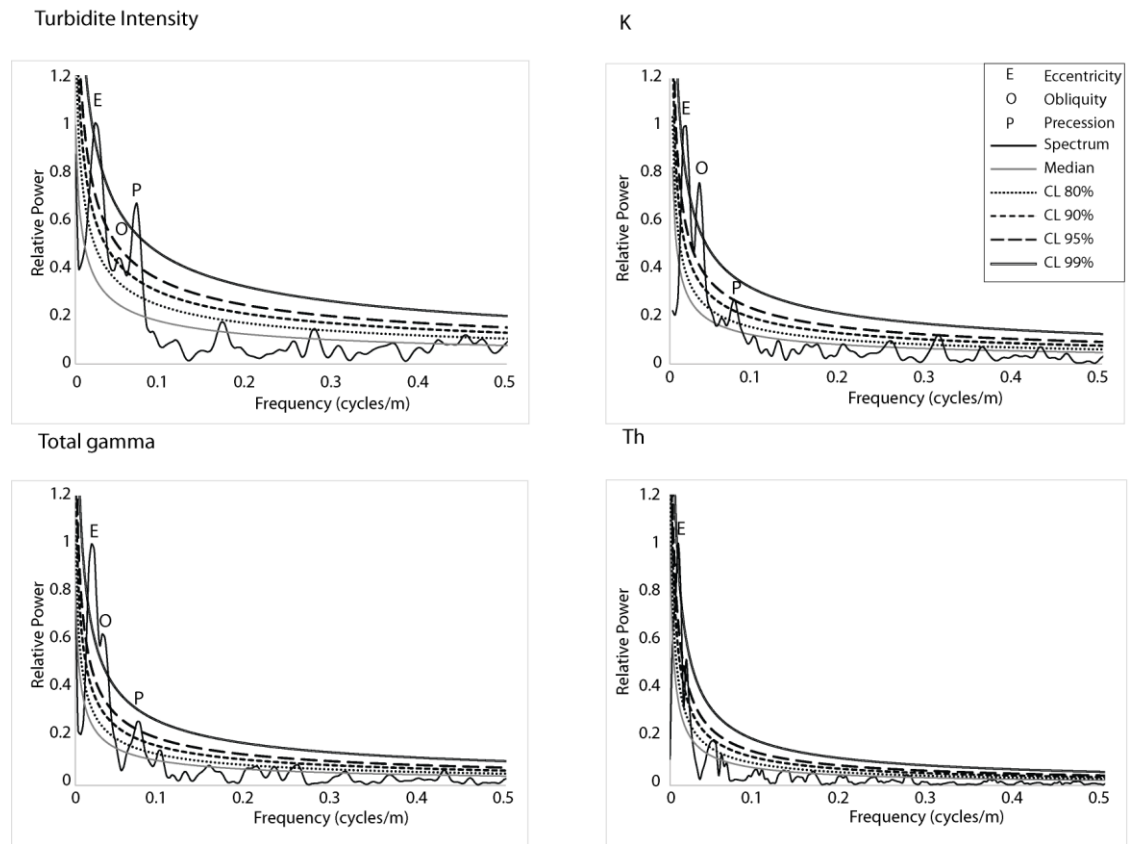 Turbidite Intensity
1.2
1
0.8
0.6
0.4
0.2
0
Relative Power
E
O
P
0
0.1
0.2
0.3
0.4
0.5
Frequency (cycles/m)
K
1.2
1
0.8
0.6
0.4
0.2
0
Relative Power
E
O
P
0
0.1
0.2
0.3
0.4
0.5
Frequency (cycles/m)
E Eccentricity
O Obliquity
P Precession
Spectrum
Median
CL 80%
CL 90%
CL 95%
CL 99%
Total gamma
1.2
1
0.8
0.6
0.4
0.2
0
Relative Power
E
O
P
0
0.1
0.2
0.3
0.4
0.5
Frequency (cycles/m)
Th
1.2
1
0.8
0.6
0.4
0.2
0
Relative Power
E
0
0.1
0.2
0.3
0.4
0.5
Frequency (cycles/m)